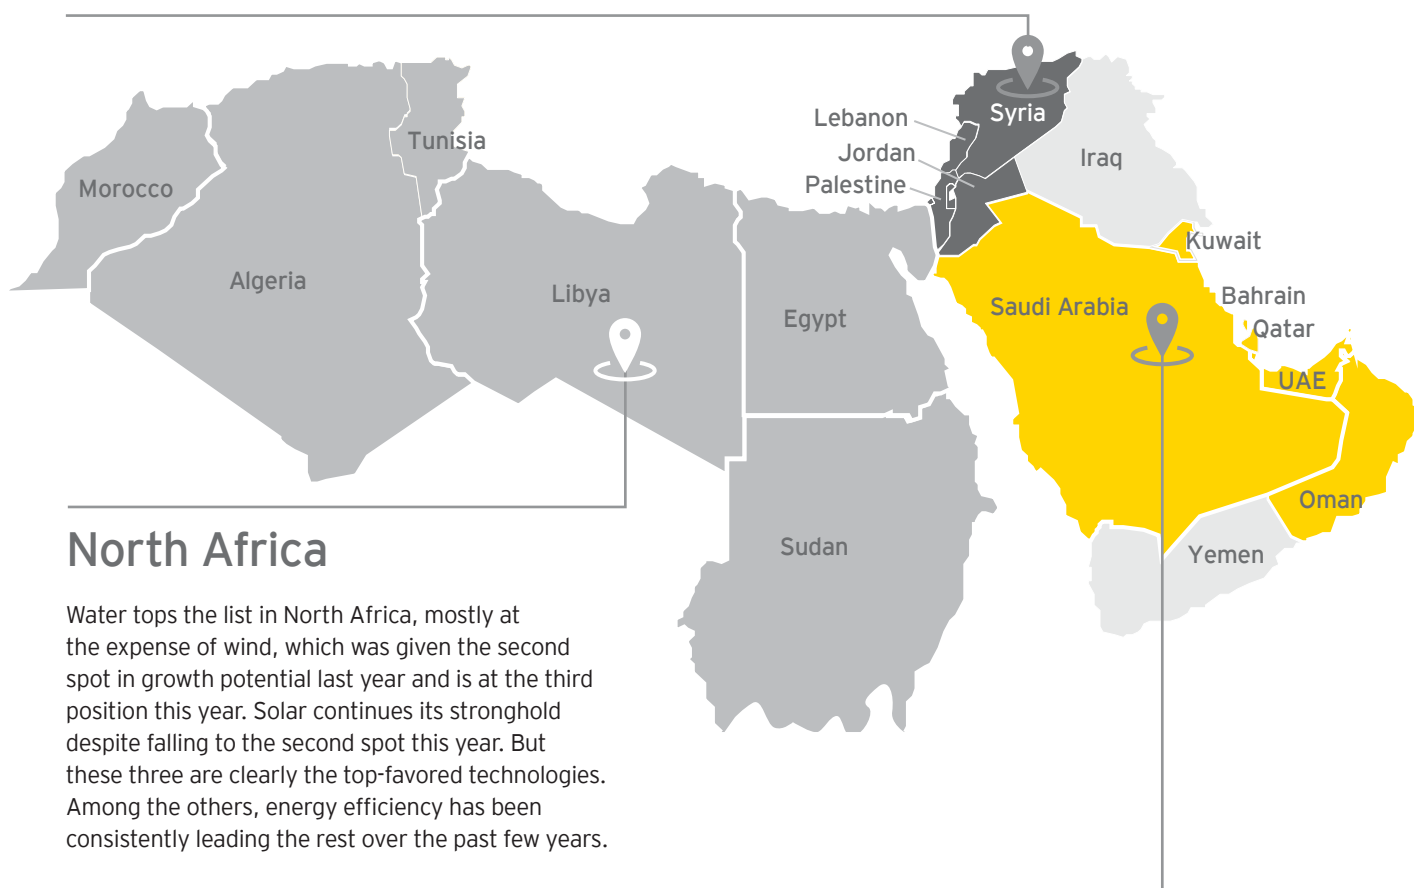 Syria
Lebanon
Jordan
Palestine
Iraq
Tunisia
Morocco
Algeria
Libya
Egypt
Kuwait
Saudi Arabia
Bahrain
Qatar
UAE
Oman
Sudan
Yemen
North Africa
Water tops the list in North Africa, mostly at
the expense of wind, which was given the second
spot in growth potential last year and is at the third
position this year. Solar continues its stronghold
despite falling to the second spot this year. But
these three are clearly the top-favored technologies.
Among the others, energy efficiency has been
consistently leading the rest over the past few years.